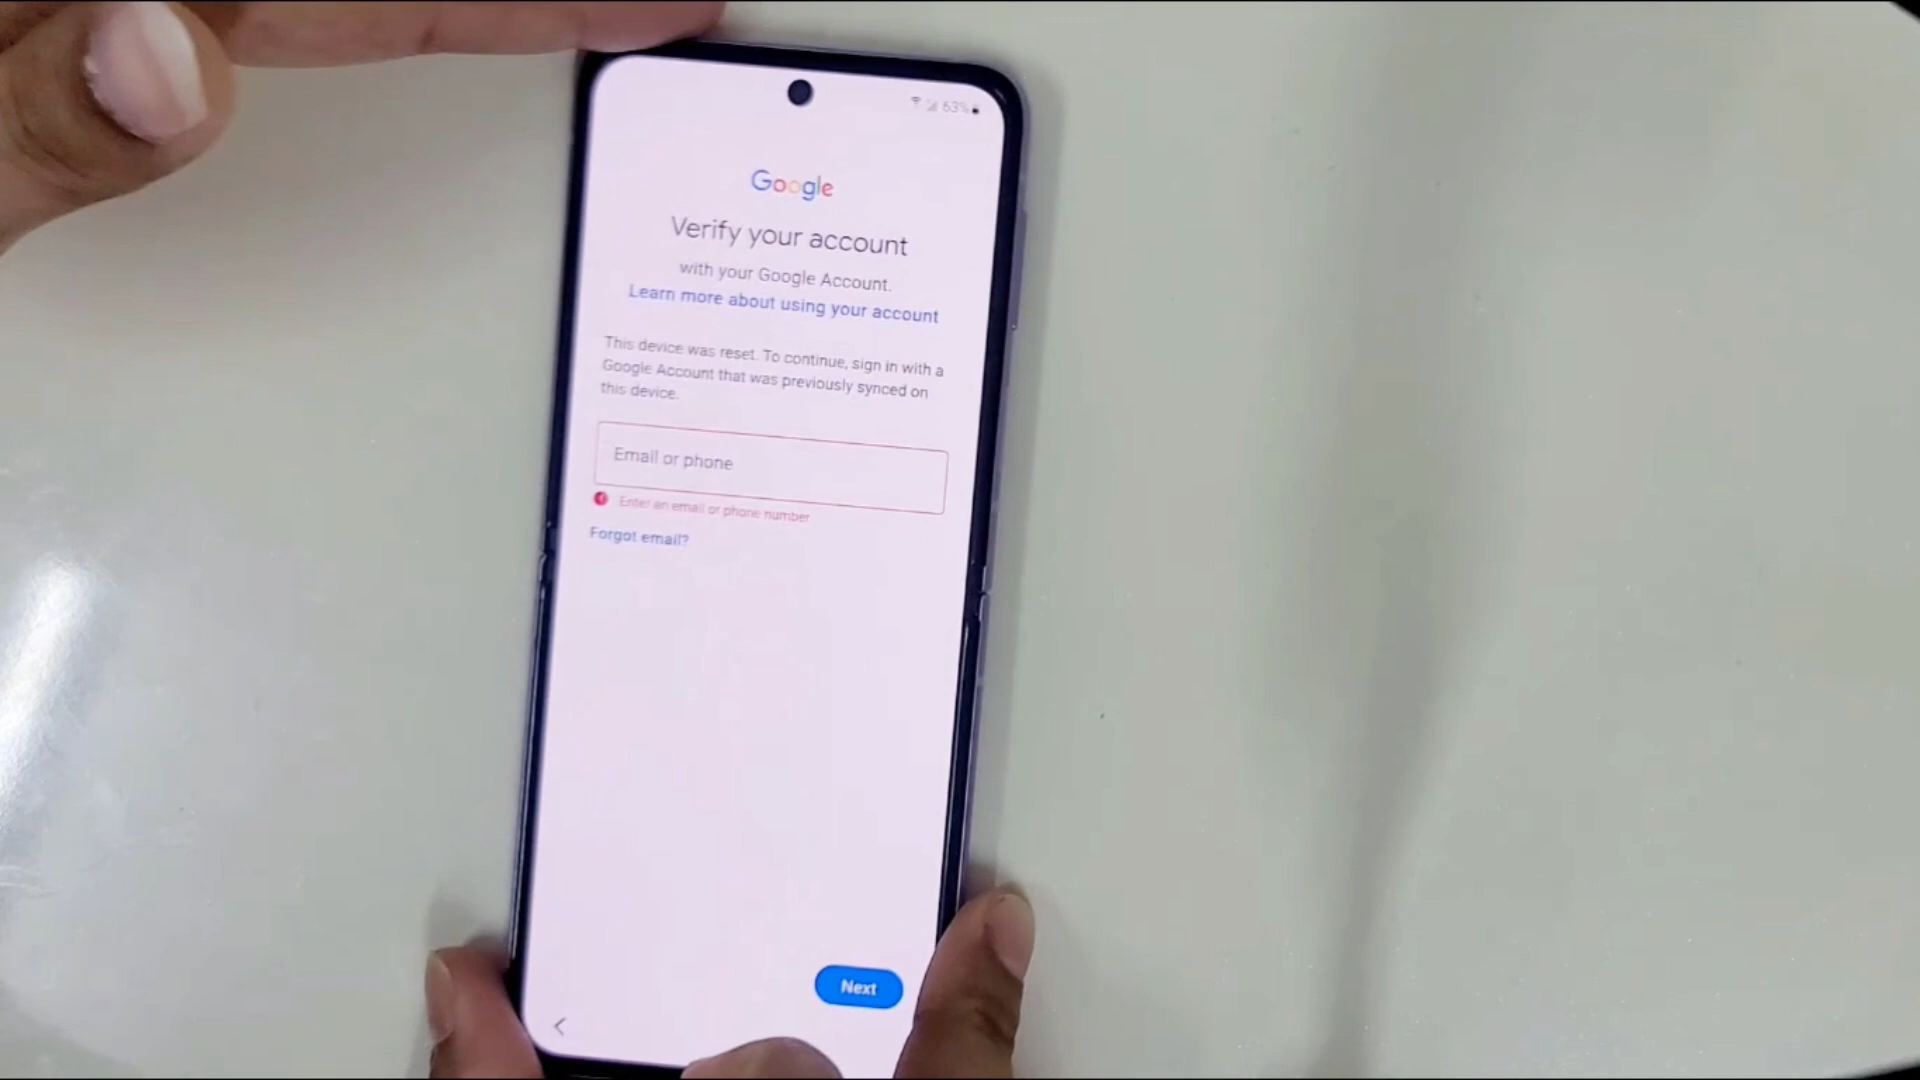 63%
Google
Verify your account
with your Google Account.
Learn more about using your account
This device was reset. To continue, sign in with a
Google Account that was previously synced on
this device.
Email or phone
Enter an email or phone number
Forgot email?
Next